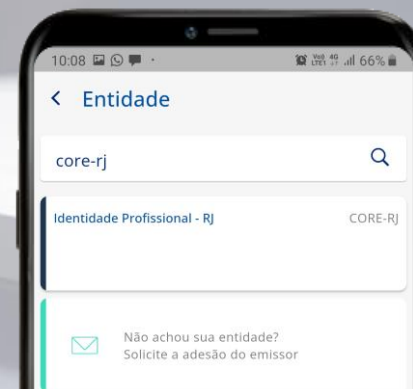 10:08
66%
Entidade
core-rj
Identidade Profissional - RJ CORE-RJ
Não achou sua entidade?
Solicite a adesão do emissor